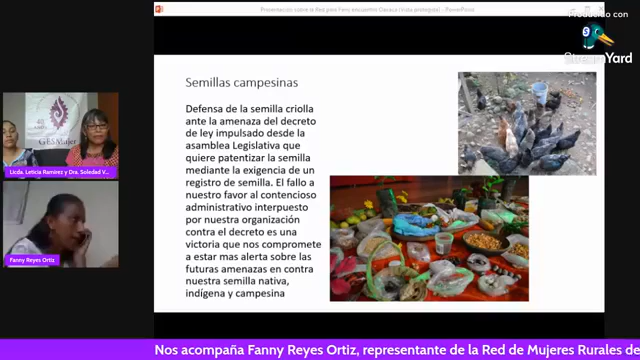 Presentación sobre la Red para Fany encuentro Oaxaca (Vista protegida) - PowerPoint
Producido con
StreamYard
Semillas campesinas
Defensa de la semilla criolla
ante la amenaza del decreto
de ley impulsado desde la
asamblea Legislativa que
quiere patentizar la semilla
mediante la exigencia de un
registro de semilla. El fallo a
nuestro favor al contencioso
administrativo interpuesto
por nuestra organización
contra el decreto es una
victoria que nos compromete
a estar mas alerta sobre las
futuras amenazas en contra
nuestra semilla nativa,
indígena y campesina
GESMujer
Licda. Leticia Ramírez y Dra. Soledad V...
Fanny Reyes Ortiz
Nos acompaña Fanny Reyes Ortiz, representante de la Red de Mujeres Rurales de